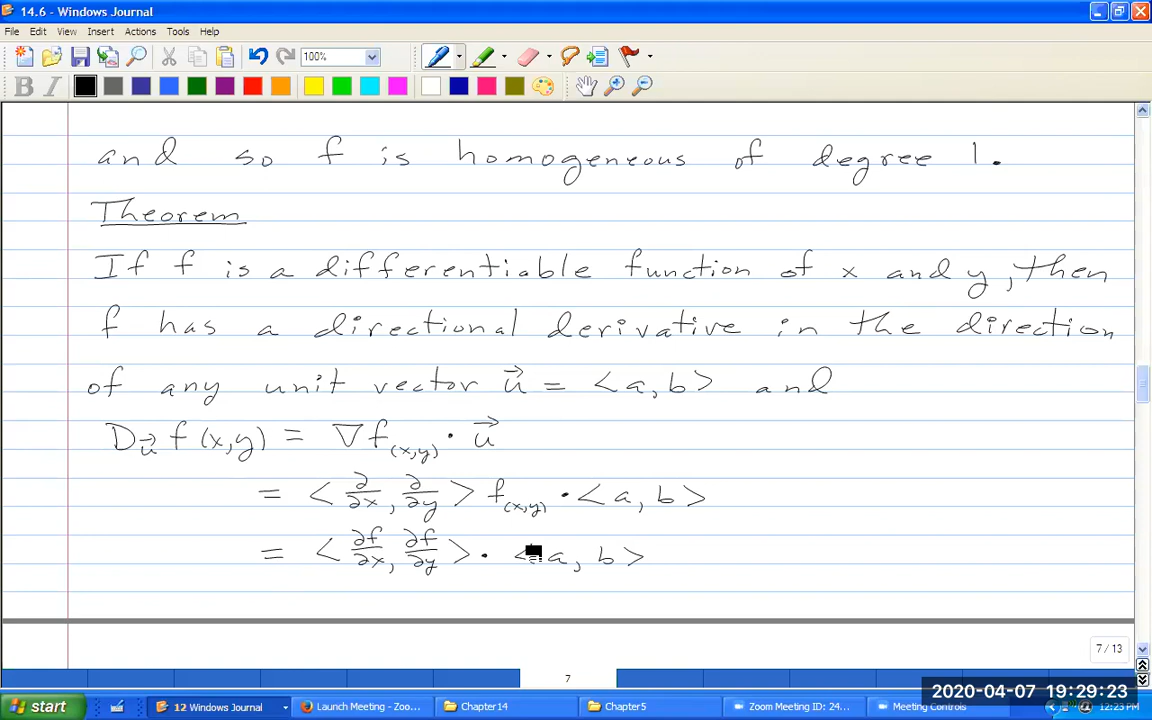 14.6 - Windows Journal
File Edit View Insert Actions Tools Help
100%
and so f is homogeneous of degree 1.
Theorem
If f is a differentiable function of x and y, then
f has a directional derivative in the direction
of any unit vector u⃗ = <a, b> and
D_u⃗ f(x,y) = ∇f_(x,y) · u⃗
= <∂/∂x, ∂/∂y> f_(x,y) · <a, b>
= <∂f/∂x, ∂f/∂y> · <a, b>
7 / 13
7
2020-04-07 19:29:23
start 12 Windows Journal Launch Meeting - Zoo... Chapter14 Chapter5 Zoom Meeting ID: 24... Meeting Controls 12:23 PM